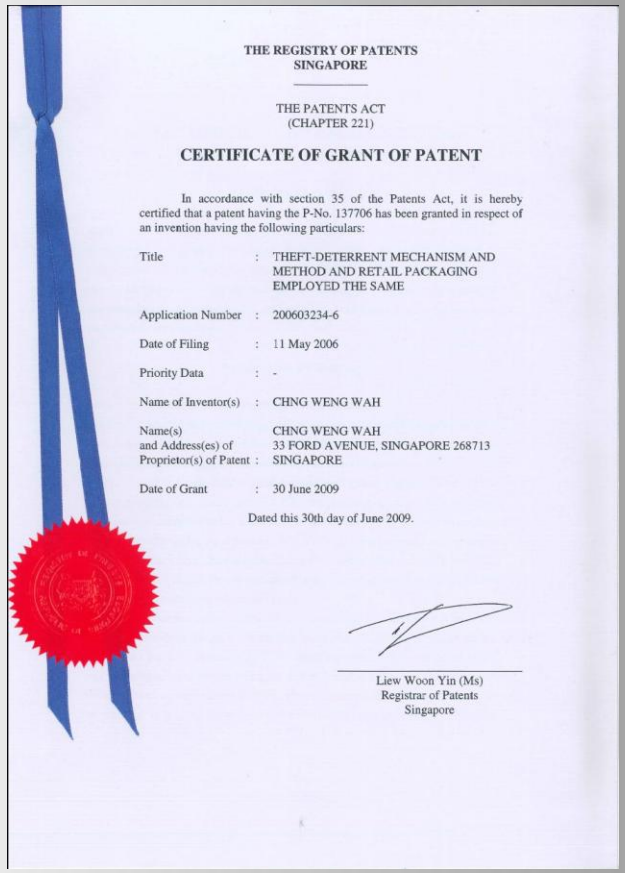 THE REGISTRY OF PATENTS
SINGAPORE
THE PATENTS ACT
(CHAPTER 221)
CERTIFICATE OF GRANT OF PATENT
In accordance with section 35 of the Patents Act, it is hereby
certified that a patent having the P-No. 137706 has been granted in respect of
an invention having the following particulars:
Title : THEFT-DETERRENT MECHANISM AND
METHOD AND RETAIL PACKAGING
EMPLOYED THE SAME
Application Number : 200603234-6
Date of Filing : 11 May 2006
Priority Data : -
Name of Inventor(s) : CHNG WENG WAH
Name(s) CHNG WENG WAH
and Address(es) of 33 FORD AVENUE, SINGAPORE 268713
Proprietor(s) of Patent : SINGAPORE
Date of Grant : 30 June 2009
Dated this 30th day of June 2009.
Liew Woon Yin (Ms)
Registrar of Patents
Singapore